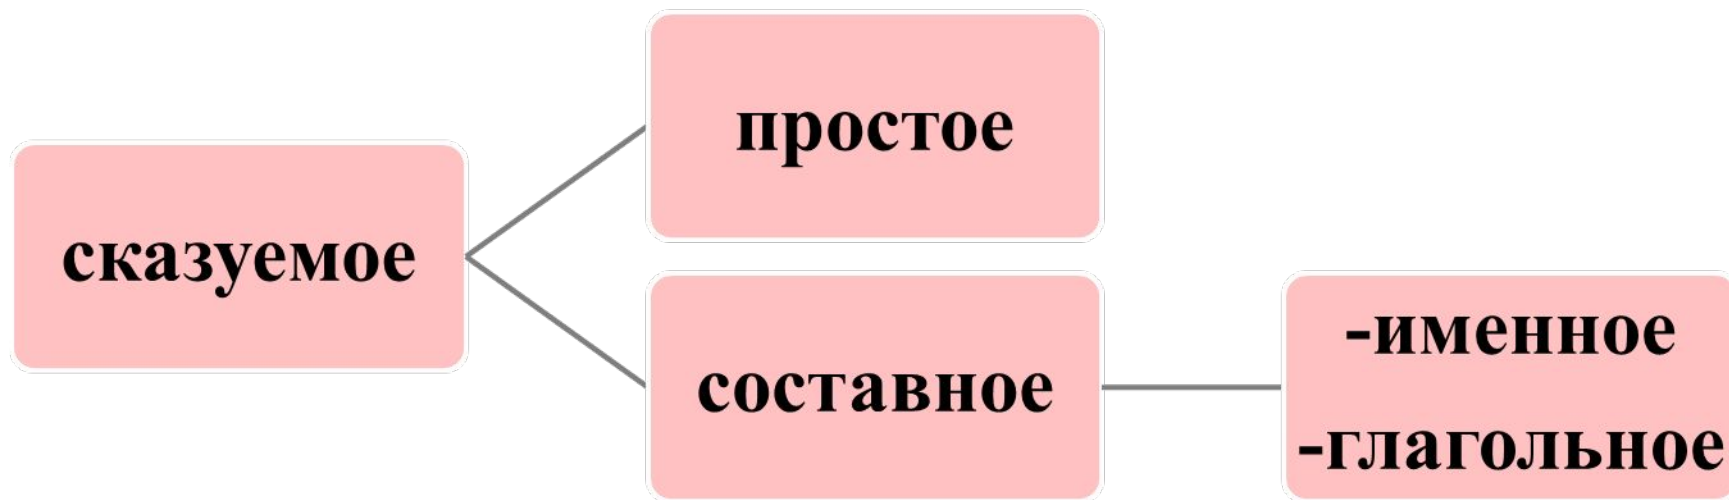 сказуемое
простое
составное
-именное
-глагольное